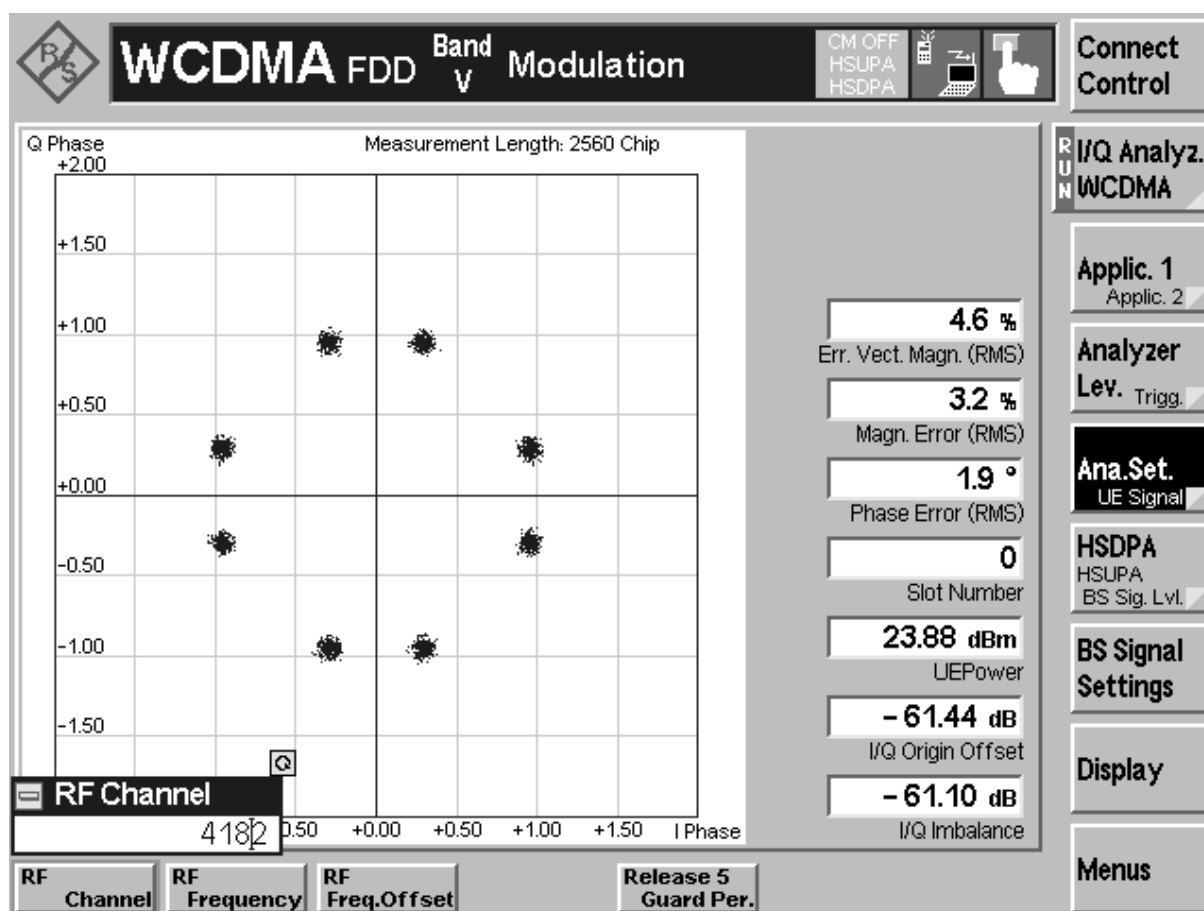 R/S
WCDMA FDD Band V Modulation
CM OFF
HSUPA
HSDPA
Connect Control
Q Phase
Measurement Length: 2560 Chip
+2.00
+1.50
+1.00
+0.50
+0.00
-0.50
-1.00
-1.50
0.50 +0.00 +0.50 +1.00 +1.50 I Phase
Q
RF Channel
4182
4.6 %
Err. Vect. Magn. (RMS)
3.2 %
Magn. Error (RMS)
1.9 °
Phase Error (RMS)
0
Slot Number
23.88 dBm
UEPower
- 61.44 dB
I/Q Origin Offset
- 61.10 dB
I/Q Imbalance
RUN
I/Q Analyz.
WCDMA
Applic. 1
Applic. 2
Analyzer
Lev. Trigg.
Ana.Set.
UE Signal
HSDPA
HSUPA
BS Sig. Lvl.
BS Signal
Settings
Display
Menus
RF
Channel
RF
Frequency
RF
Freq.Offset
Release 5
Guard Per.